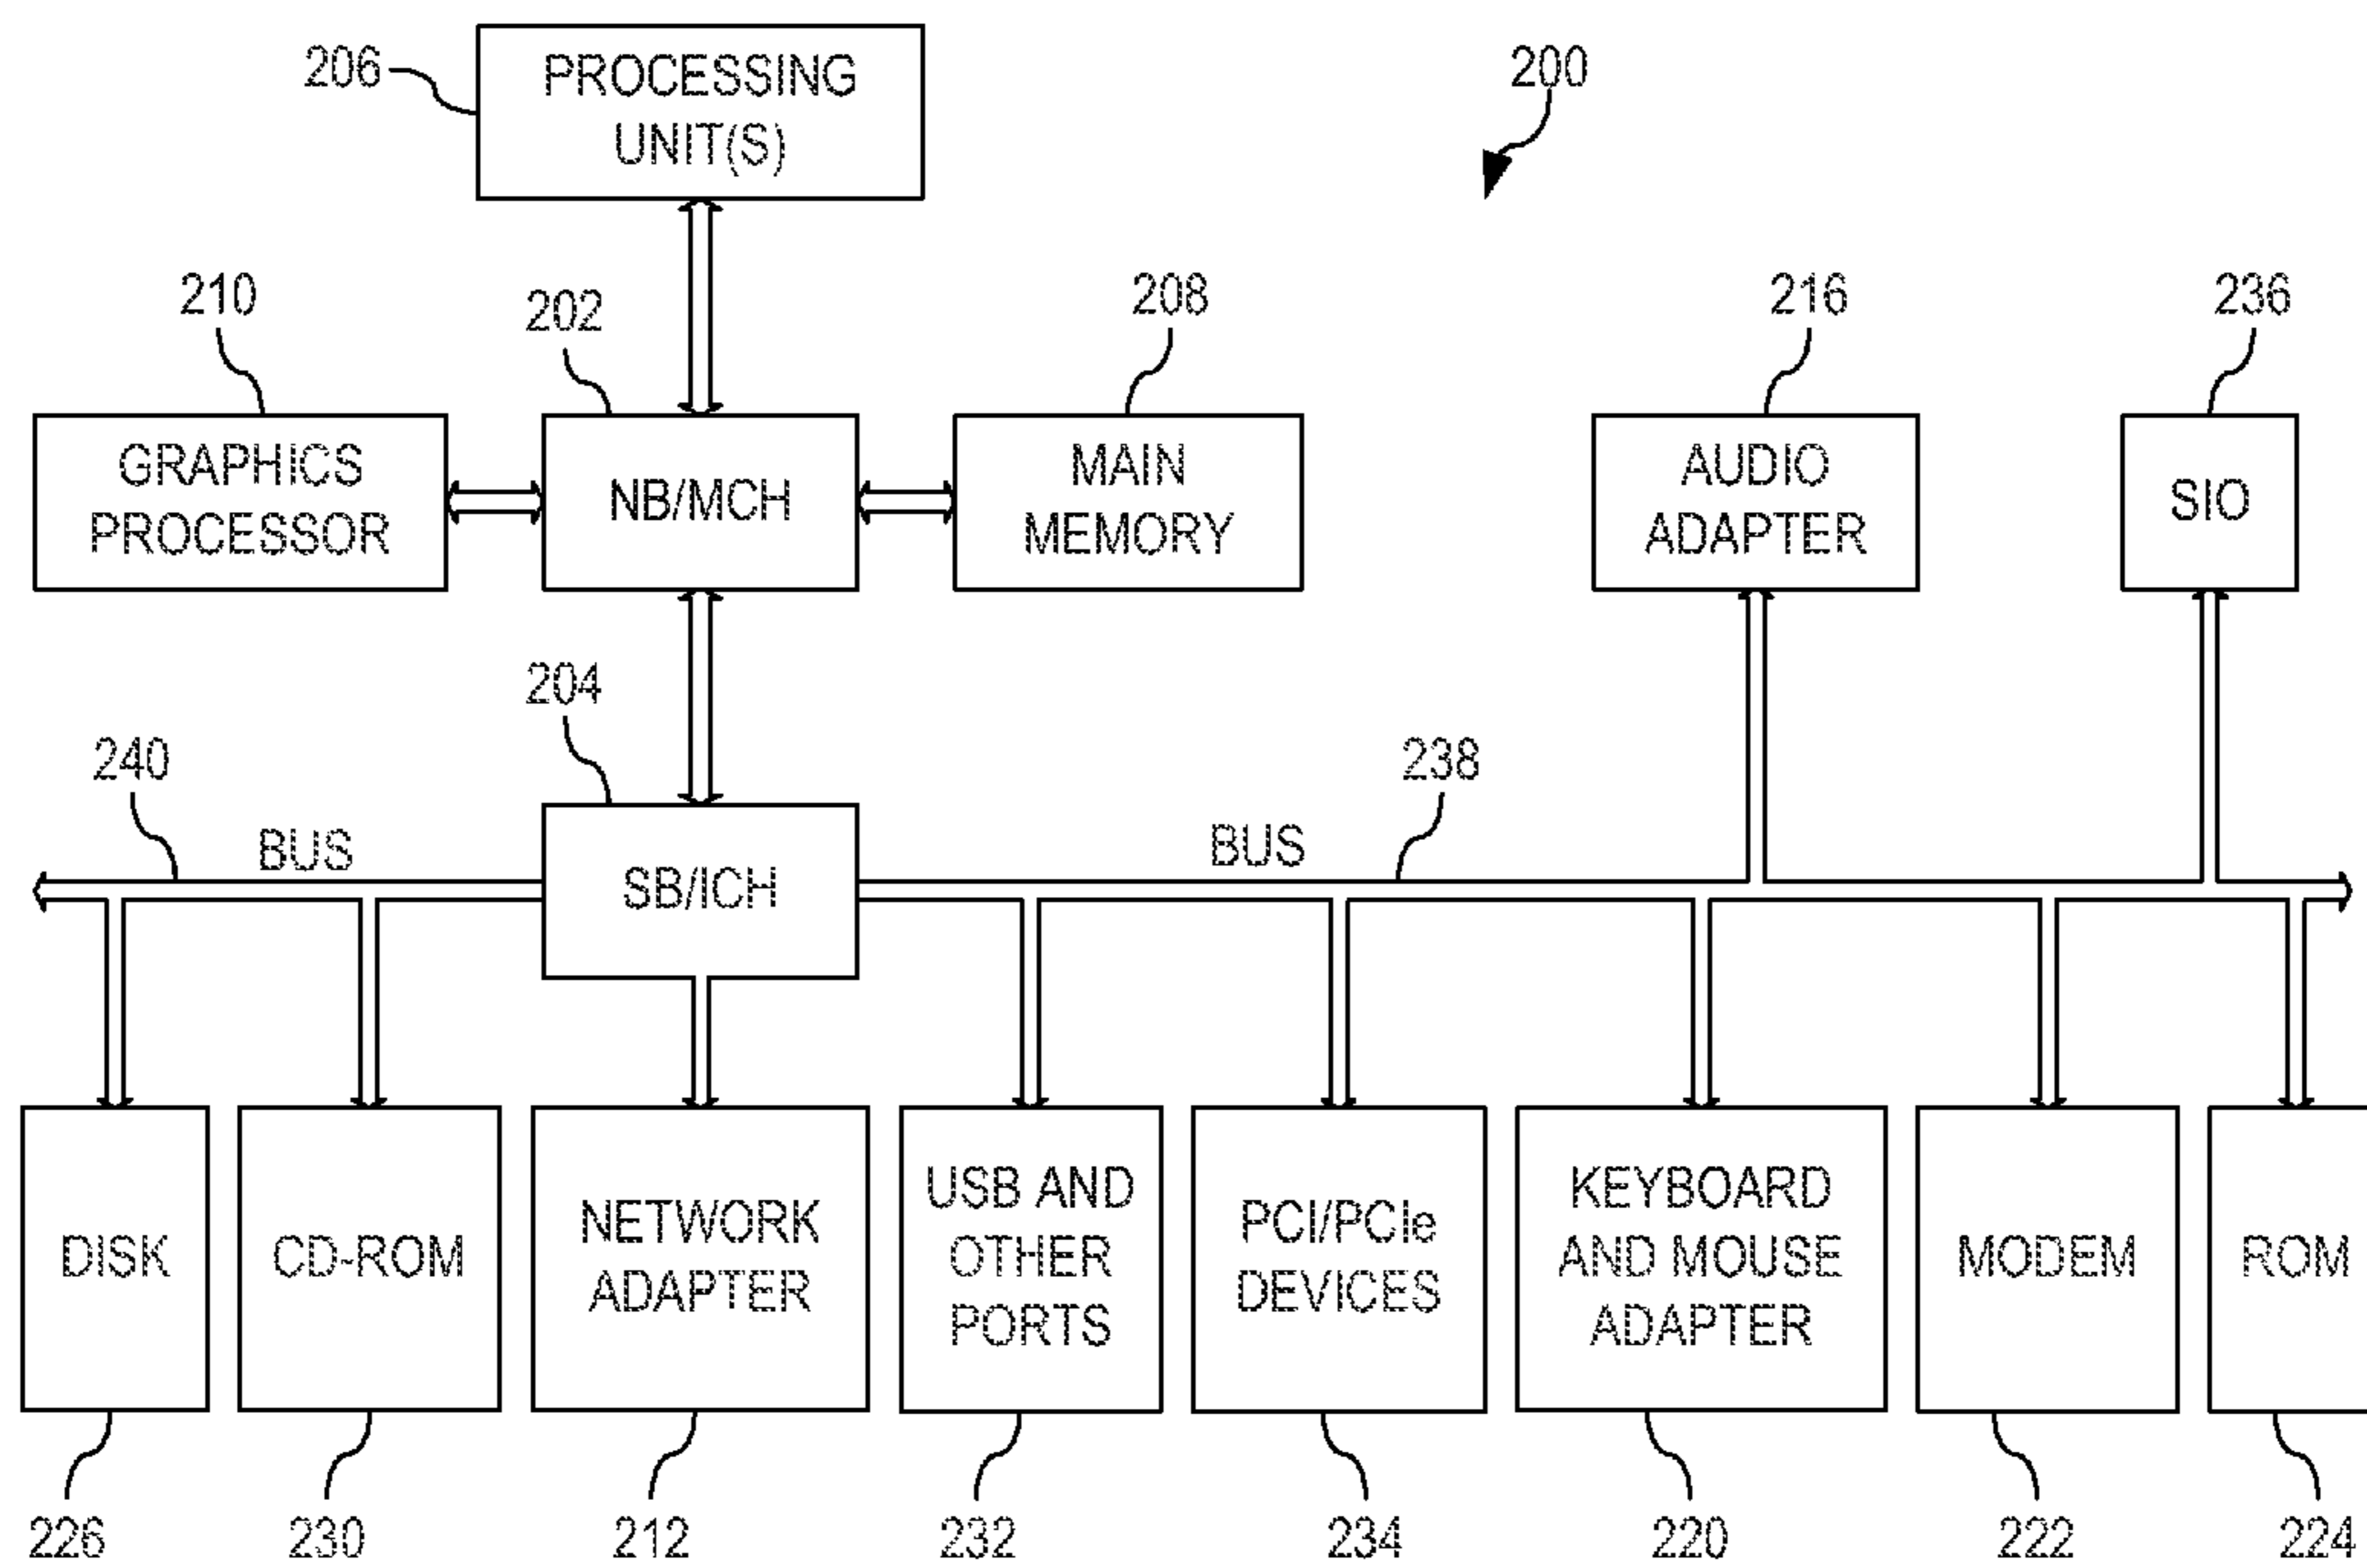 206
PROCESSING
UNIT(S)
200
210
202
208
216
236
GRAPHICS
PROCESSOR
NB/MCH
MAIN
MEMORY
AUDIO
ADAPTER
SIO
204
240
238
BUS
BUS
SB/ICH
DISK
CD-ROM
NETWORK
ADAPTER
USB AND
OTHER
PORTS
PCI/PCIe
DEVICES
KEYBOARD
AND MOUSE
ADAPTER
MODEM
ROM
226
230
212
232
234
220
222
224